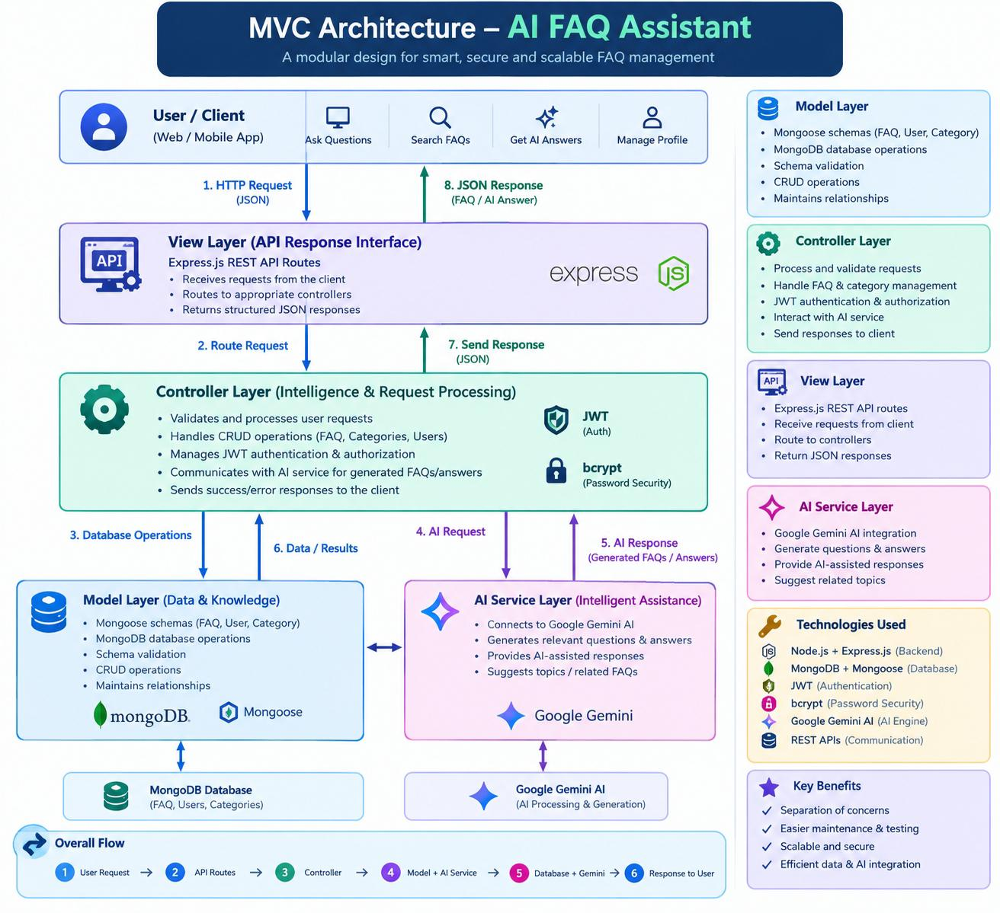 MVC Architecture – AI FAQ Assistant
A modular design for smart, secure and scalable FAQ management
User / Client
(Web / Mobile App)
Ask Questions
Search FAQs
Get AI Answers
Manage Profile
1. HTTP Request
(JSON)
8. JSON Response
(FAQ / AI Answer)
API
View Layer (API Response Interface)
Express.js REST API Routes
• Receives requests from the client
• Routes to appropriate controllers
• Returns structured JSON responses
express
JS
2. Route Request
7. Send Response
(JSON)
Controller Layer (Intelligence & Request Processing)
• Validates and processes user requests
• Handles CRUD operations (FAQ, Categories, Users)
• Manages JWT authentication & authorization
• Communicates with AI service for generated FAQs/answers
• Sends success/error responses to the client
JWT
(Auth)
bcrypt
(Password Security)
3. Database Operations
6. Data / Results
4. AI Request
5. AI Response
(Generated FAQs / Answers)
Model Layer (Data & Knowledge)
• Mongoose schemas (FAQ, User, Category)
• MongoDB database operations
• Schema validation
• CRUD operations
• Maintains relationships
mongoDB.
Mongoose
AI Service Layer (Intelligent Assistance)
• Connects to Google Gemini AI
• Generates relevant questions & answers
• Provides AI-assisted responses
• Suggests topics / related FAQs
Google Gemini
MongoDB Database
(FAQ, Users, Categories)
Google Gemini AI
(AI Processing & Generation)
Overall Flow
1 User Request → 2 API Routes → 3 Controller → 4 Model + AI Service → 5 Database + Gemini → 6 Response to User
Model Layer
• Mongoose schemas (FAQ, User, Category)
• MongoDB database operations
• Schema validation
• CRUD operations
• Maintains relationships
Controller Layer
• Process and validate requests
• Handle FAQ & category management
• JWT authentication & authorization
• Interact with AI service
• Send responses to client
API
View Layer
• Express.js REST API routes
• Receive requests from client
• Route to controllers
• Return JSON responses
AI Service Layer
• Google Gemini AI integration
• Generate questions & answers
• Provide AI-assisted responses
• Suggest related topics
Technologies Used
JS
Node.js + Express.js (Backend)
MongoDB + Mongoose (Database)
JWT (Authentication)
bcrypt (Password Security)
Google Gemini AI (AI Engine)
REST APIs (Communication)
Key Benefits
✓ Separation of concerns
✓ Easier maintenance & testing
✓ Scalable and secure
✓ Efficient data & AI integration